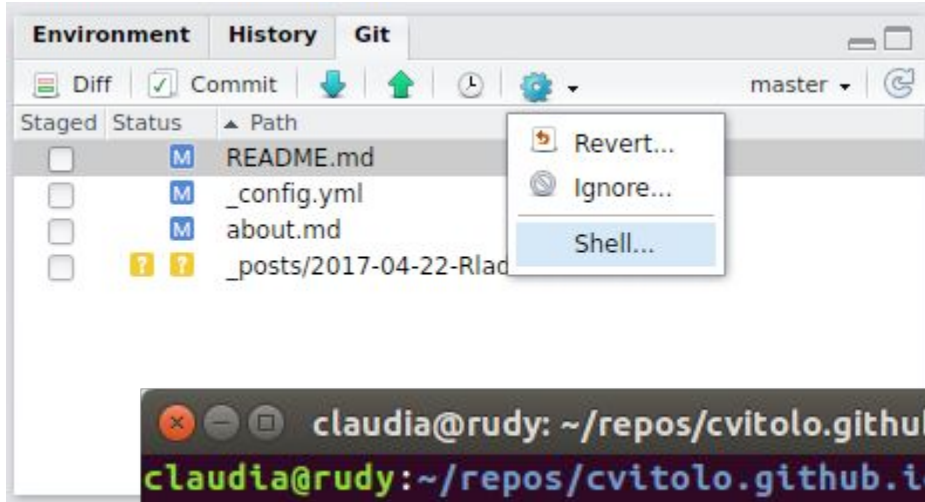 Environment History Git
Diff Commit master
Staged Status Path
M README.md
M _config.yml
M about.md
? ? _posts/2017-04-22-Rlad
Revert...
Ignore...
Shell...
claudia@rudy: ~/repos/cvitolo.githu
claudia@rudy:~/repos/cvitolo.github.i